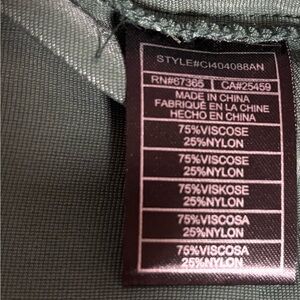 STYLE#CI404088AN
RN#67365 CA#25459
MADE IN CHINA
FABRIQUÉ EN LA CHINE
HECHO EN CHINA
75%VISCOSE
25%NYLON
75%VISCOSE
25%NYLON
75%VISKOSE
25%NYLON
75%VISCOSA
25%NYLON
75%VISCOSA
25%NYLON